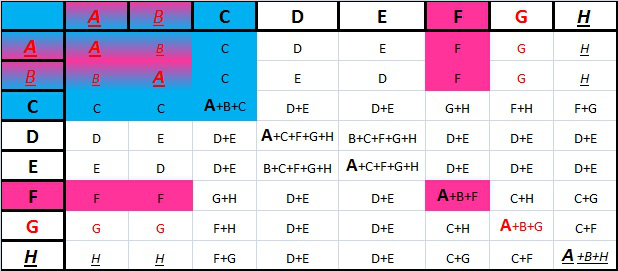 A B C D E F G H
A A B C D E F G H
B B A C E D F G H
C C C A+B+C D+E D+E G+H F+H F+G
D D E D+E A+C+F+G+H B+C+F+G+H D+E D+E D+E
E E D D+E B+C+F+G+H A+C+F+G+H D+E D+E D+E
F F F G+H D+E D+E A+B+F C+H C+G
G G G F+H D+E D+E C+H A+B+G C+F
H H H F+G D+E D+E C+G C+F A+B+H